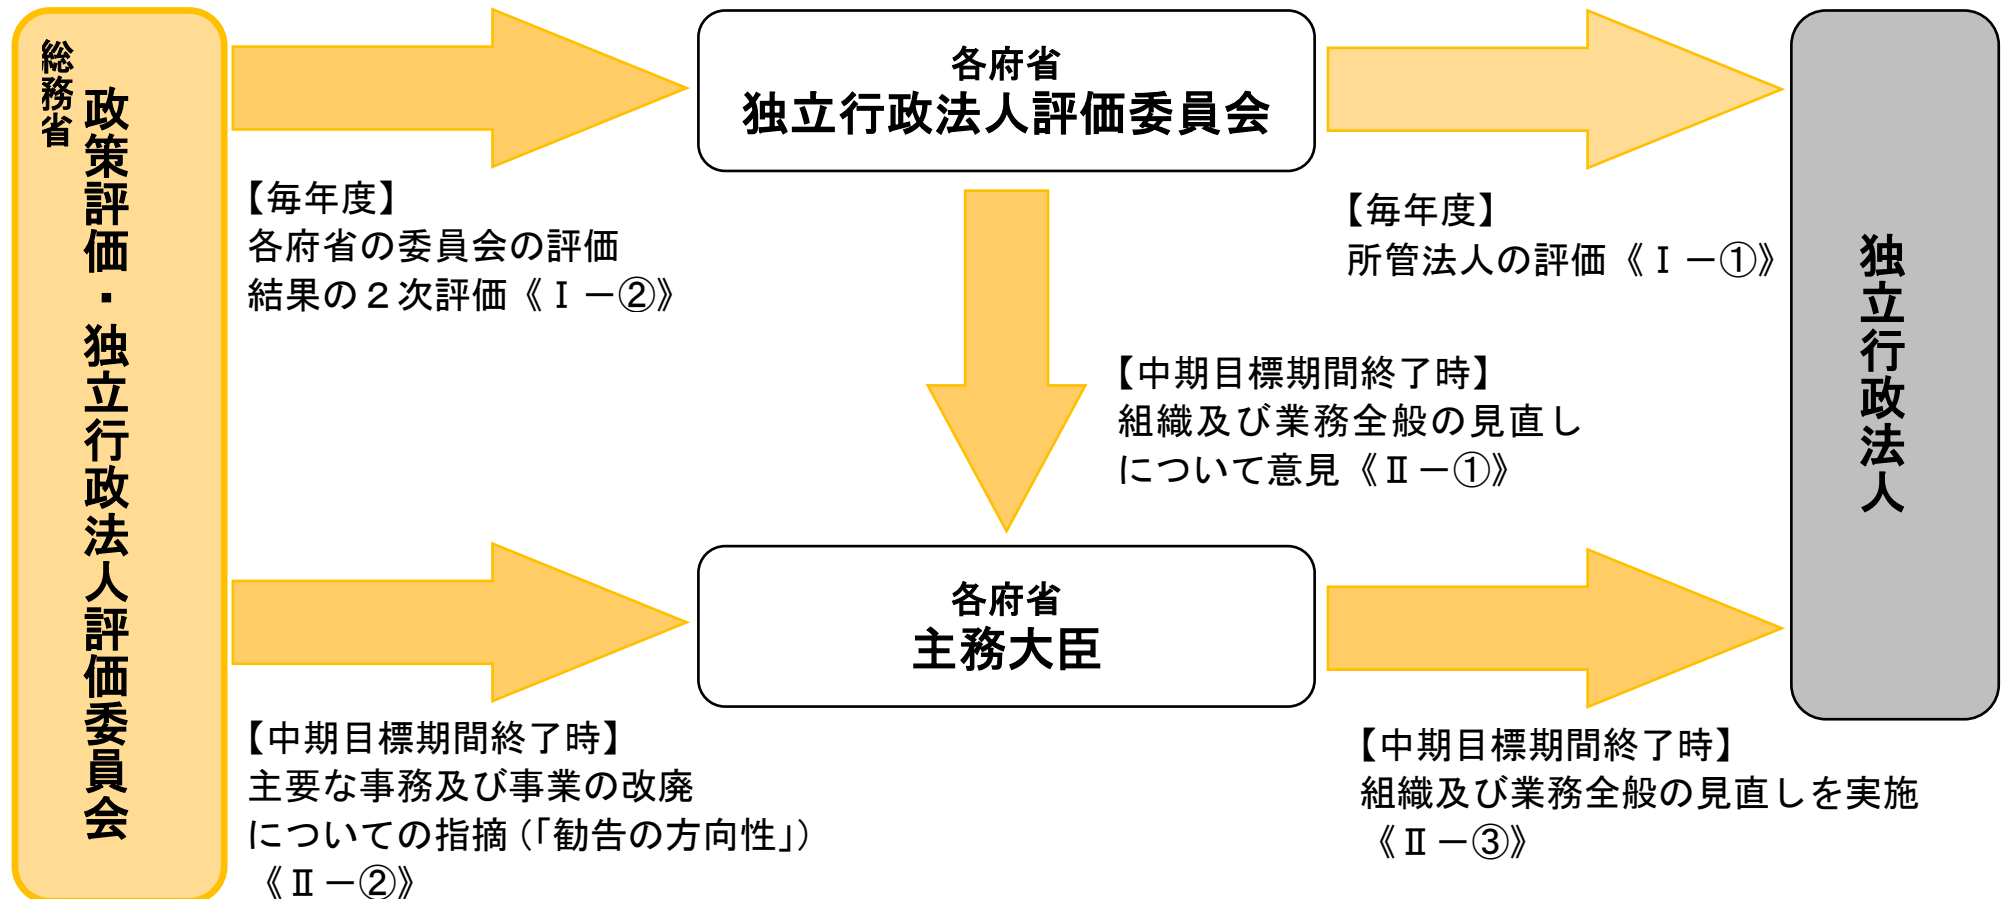 総務省
政策評価・独立行政法人評価委員会
各府省
独立行政法人評価委員会
【毎年度】
各府省の委員会の評価
結果の２次評価《Ⅰ－②》
【毎年度】
所管法人の評価《Ⅰ－①》
独立行政法人
【中期目標期間終了時】
組織及び業務全般の見直し
について意見《Ⅱ－①》
各府省
主務大臣
【中期目標期間終了時】
主要な事務及び事業の改廃
についての指摘（「勧告の方向性」）
《Ⅱ－②》
【中期目標期間終了時】
組織及び業務全般の見直しを実施
《Ⅱ－③》